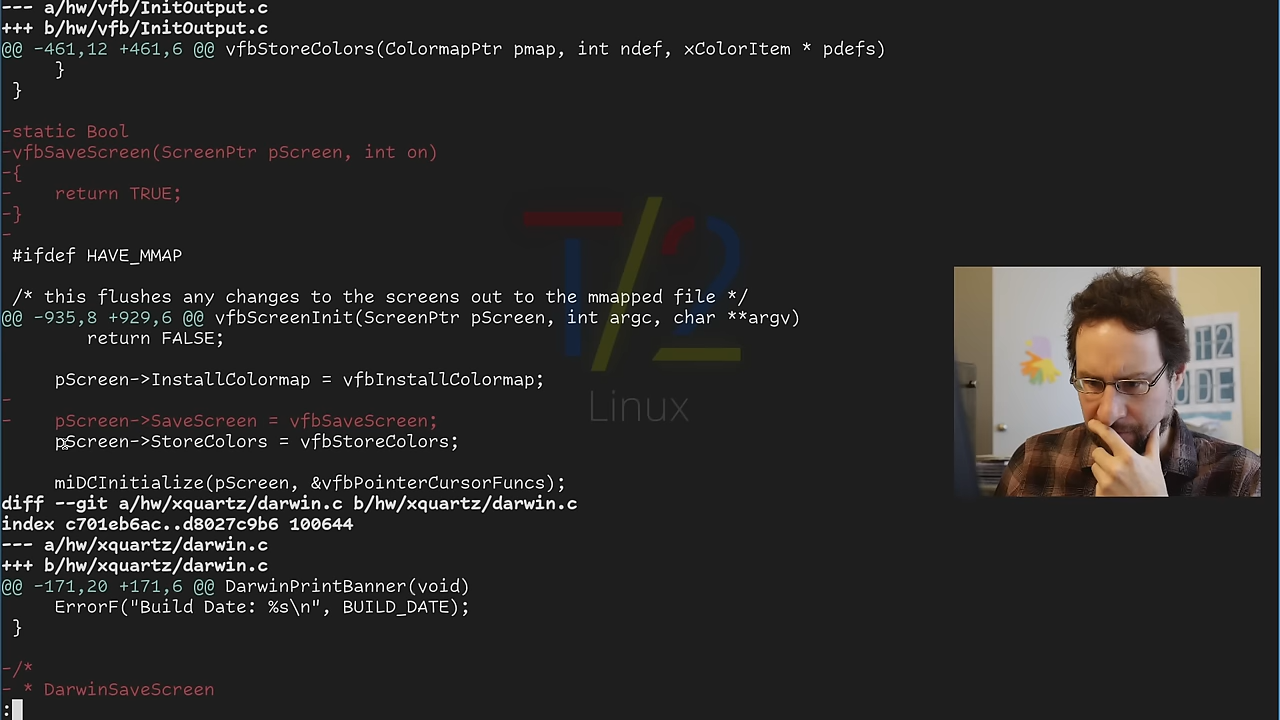 --- a/hw/vfb/InitOutput.c
+++ b/hw/vfb/InitOutput.c
@@ -461,12 +461,6 @@ vfbStoreColors(ColormapPtr pmap, int ndef, xColorItem * pdefs)
     }
 }
-static Bool
-vfbSaveScreen(ScreenPtr pScreen, int on)
-{
-    return TRUE;
-}
-
 #ifdef HAVE_MMAP
 /* this flushes any changes to the screens out to the mmapped file */
@@ -935,8 +929,6 @@ vfbScreenInit(ScreenPtr pScreen, int argc, char **argv)
        return FALSE;
     pScreen->InstallColormap = vfbInstallColormap;
-
-    pScreen->SaveScreen = vfbSaveScreen;
     pScreen->StoreColors = vfbStoreColors;
     miDCInitialize(pScreen, &vfbPointerCursorFuncs);
diff --git a/hw/xquartz/darwin.c b/hw/xquartz/darwin.c
index c701eb6ac..d8027c9b6 100644
--- a/hw/xquartz/darwin.c
+++ b/hw/xquartz/darwin.c
@@ -171,20 +171,6 @@ DarwinPrintBanner(void)
     ErrorF("Build Date: %s\n", BUILD_DATE);
 }
-/*
- * DarwinSaveScreen
:
T/2
Linux
T2